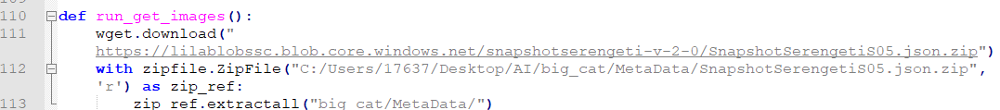 110 def run_get_images():
111 wget.download("
https://lilablobssc.blob.core.windows.net/snapshotserengeti-v-2-0/SnapshotSerengetiS05.json.zip")
112 with zipfile.ZipFile("C:/Users/17637/Desktop/AI/big_cat/MetaData/SnapshotSerengetiS05.json.zip",
'r') as zip_ref:
113 zip_ref.extractall("big_cat/MetaData/")